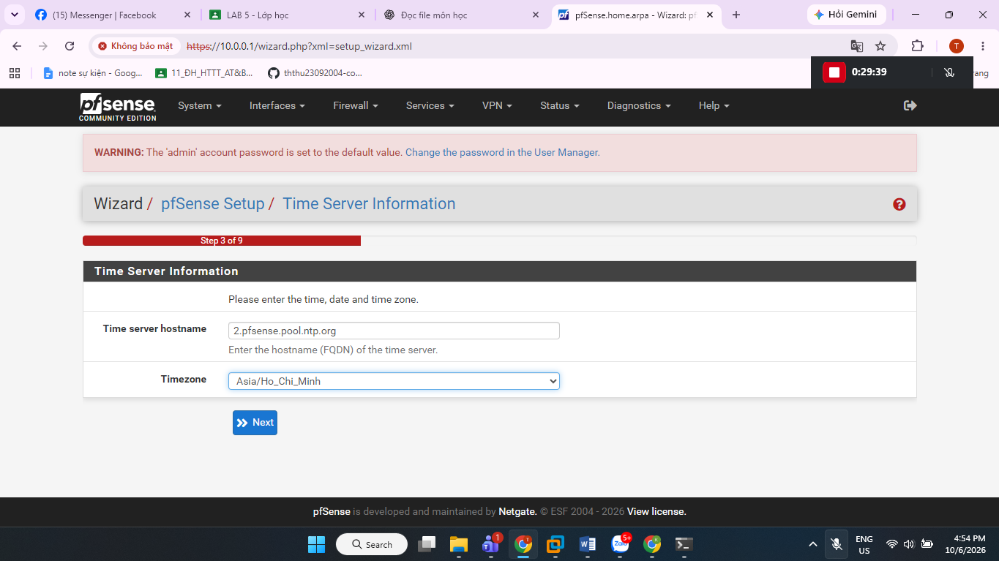 (15) Messenger | Facebook
LAB 5 - Lớp học
Đọc file môn học
pfSense.home.arpa - Wizard: pf
Hỏi Gemini
Không bảo mật
https://10.0.0.1/wizard.php?xml=setup_wizard.xml
T
note sự kiện - Goog...
11_ĐH_HTTT_AT&B...
ththu23092004-co...
0:29:39
rang
pfsense
COMMUNITY EDITION
System
Interfaces
Firewall
Services
VPN
Status
Diagnostics
Help
WARNING: The 'admin' account password is set to the default value. Change the password in the User Manager.
Wizard / pfSense Setup / Time Server Information
Step 3 of 9
Time Server Information
Please enter the time, date and time zone.
Time server hostname
2.pfsense.pool.ntp.org
Enter the hostname (FQDN) of the time server.
Timezone
Asia/Ho_Chi_Minh
Next
pfSense is developed and maintained by Netgate. © ESF 2004 - 2026 View license.
Search
1
1
Zalo
5+
K
ENG
US
4:54 PM
10/6/2026